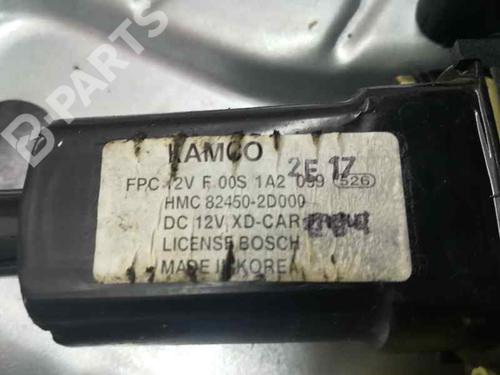 B-PARTS
KAMCO
2E 17
FPC 12V F 00S 1A2 099 526
HMC 82450-2D000
DC 12V, XD-CAR
LICENSE BOSCH
MADE IN KOREA